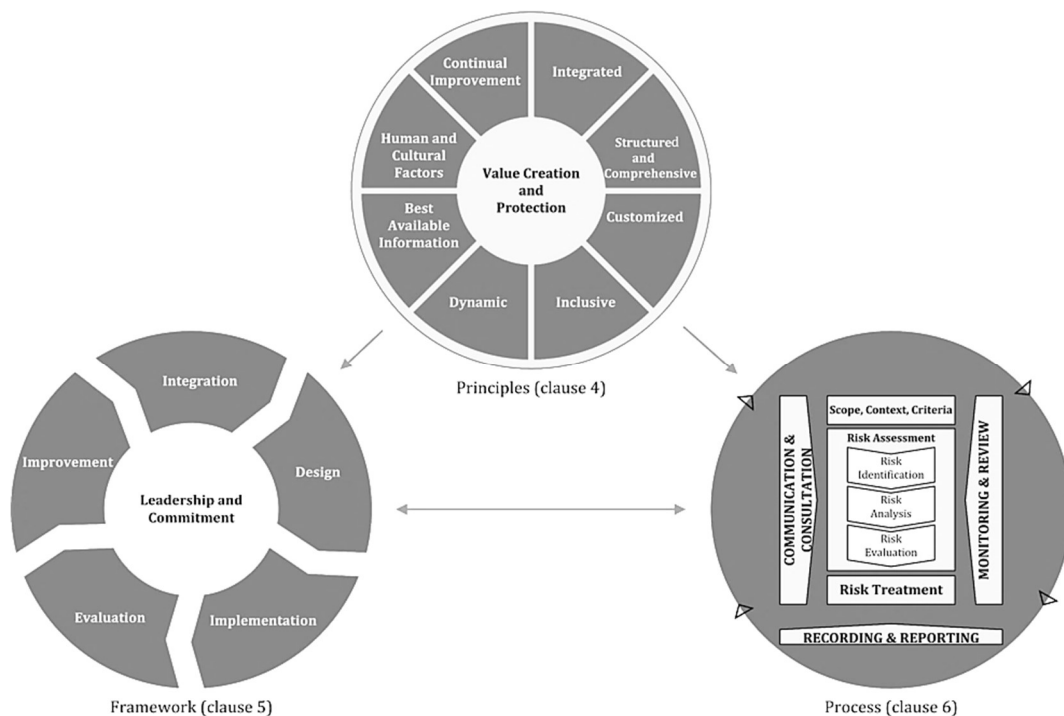 Continual
Improvement
Integrated
Human and
Cultural
Factors
Structured
and
Comprehensive
Value Creation
and
Protection
Best
Available
Information
Customized
Dynamic
Inclusive
Principles (clause 4)
Integration
Improvement
Design
Leadership and
Commitment
Evaluation
Implementation
Framework (clause 5)
Scope, Context, Criteria
Risk Assessment
Risk
Identification
Risk
Analysis
Risk
Evaluation
Risk Treatment
COMMUNICATION &
CONSULTATION
MONITORING & REVIEW
RECORDING & REPORTING
Process (clause 6)